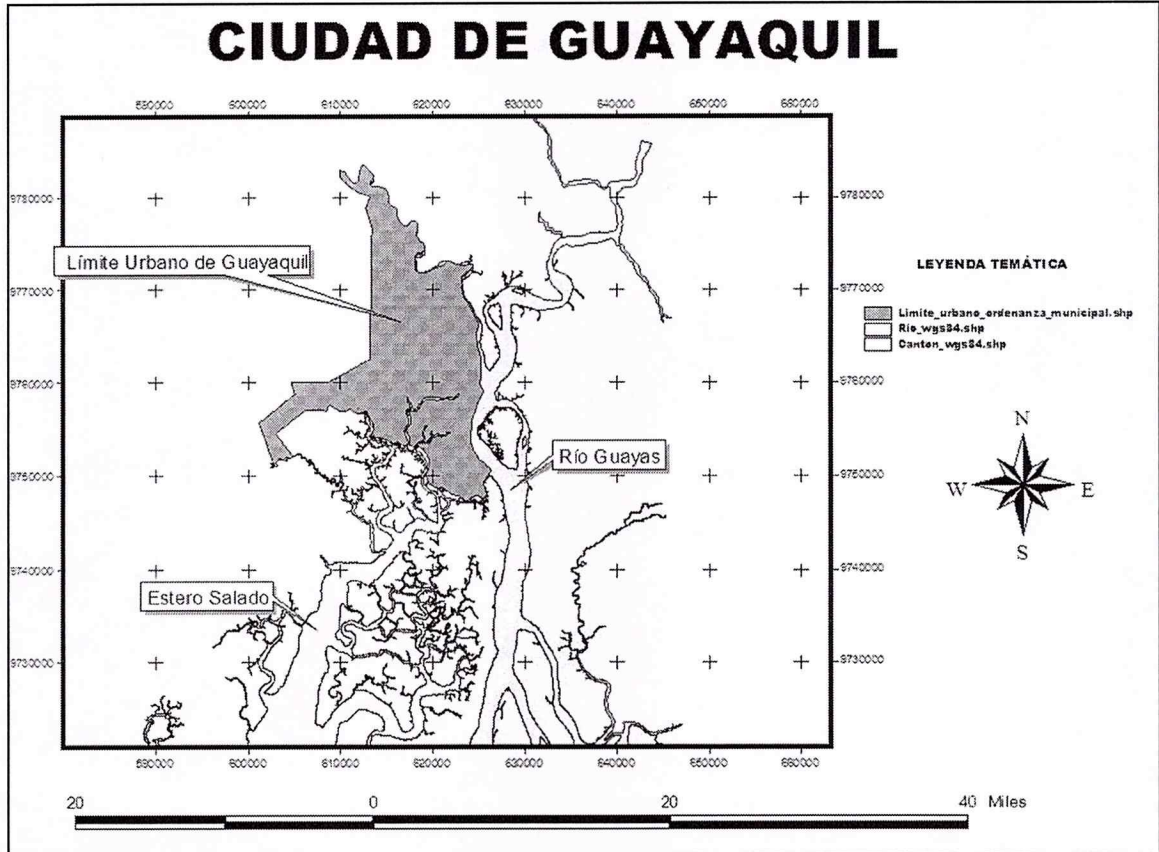 CIUDAD DE GUAYAQUIL
590000 600000 610000 620000 630000 640000 650000 660000
9780000 9780000
Límite Urbano de Guayaquil
LEYENDA TEMÁTICA
9770000 9770000
Limite_urbano_ordenanza_municipal.shp
Rio_wgs84.shp
Canton_wgs84.shp
9760000 9760000
N
Río Guayas
9750000 9750000
W E
S
9740000 9740000
Estero Salado
9730000 9730000
590000 600000 610000 620000 630000 640000 650000 660000
20 0 20 40 Miles